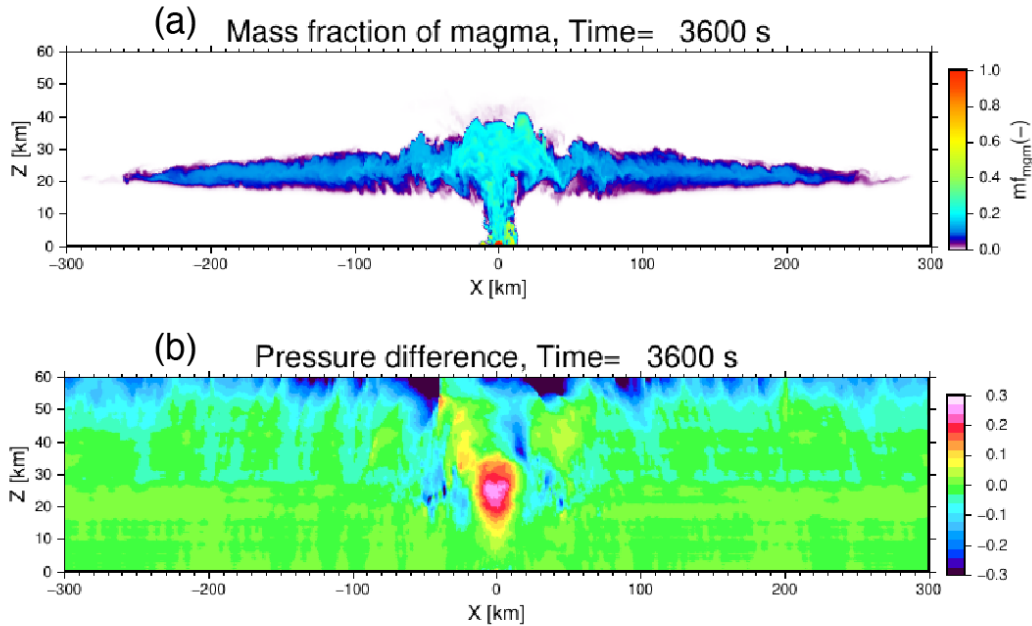 (a)
Mass fraction of magma, Time= 3600 s
60
50
40
30
20
10
0
Z [km]
−300 −200 −100 0 100 200 300
X [km]
1.0
0.8
0.6
0.4
0.2
0.0
mfmgm(−)
(b)
Pressure difference, Time= 3600 s
60
50
40
30
20
10
0
Z [km]
−300 −200 −100 0 100 200 300
X [km]
0.3
0.2
0.1
0.0
−0.1
−0.2
−0.3